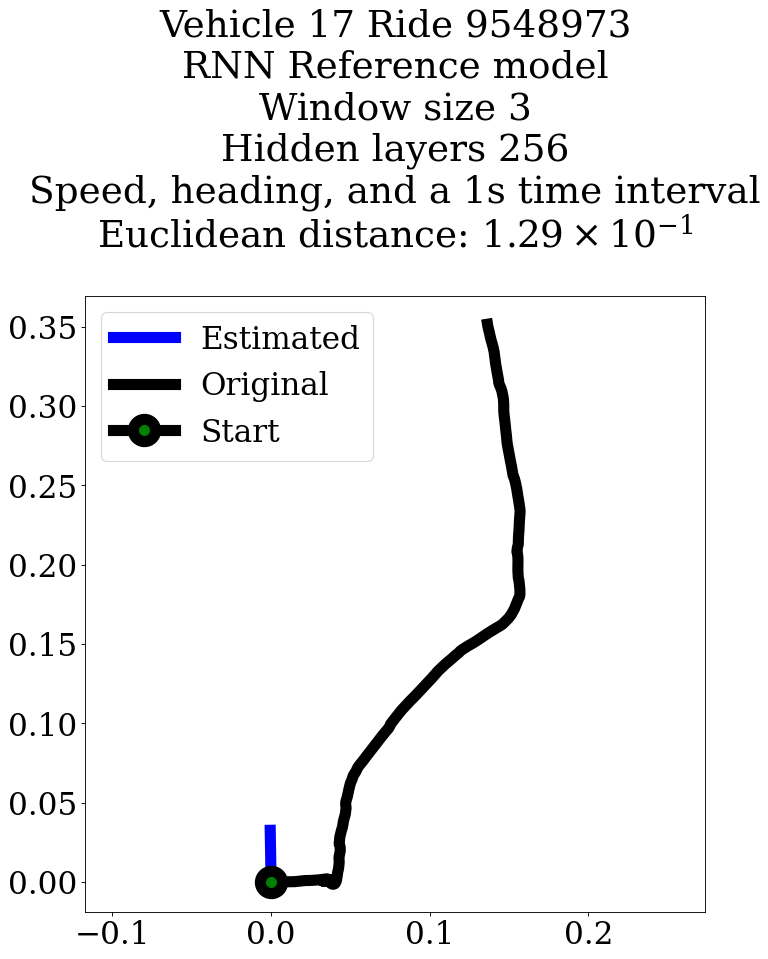 Vehicle 17 Ride 9548973
RNN Reference model
Window size 3
Hidden layers 256
Speed, heading, and a 1s time interval
Euclidean distance: 1.29 × 10⁻¹
Estimated
Original
Start
0.35
0.30
0.25
0.20
0.15
0.10
0.05
0.00
−0.1 0.0 0.1 0.2